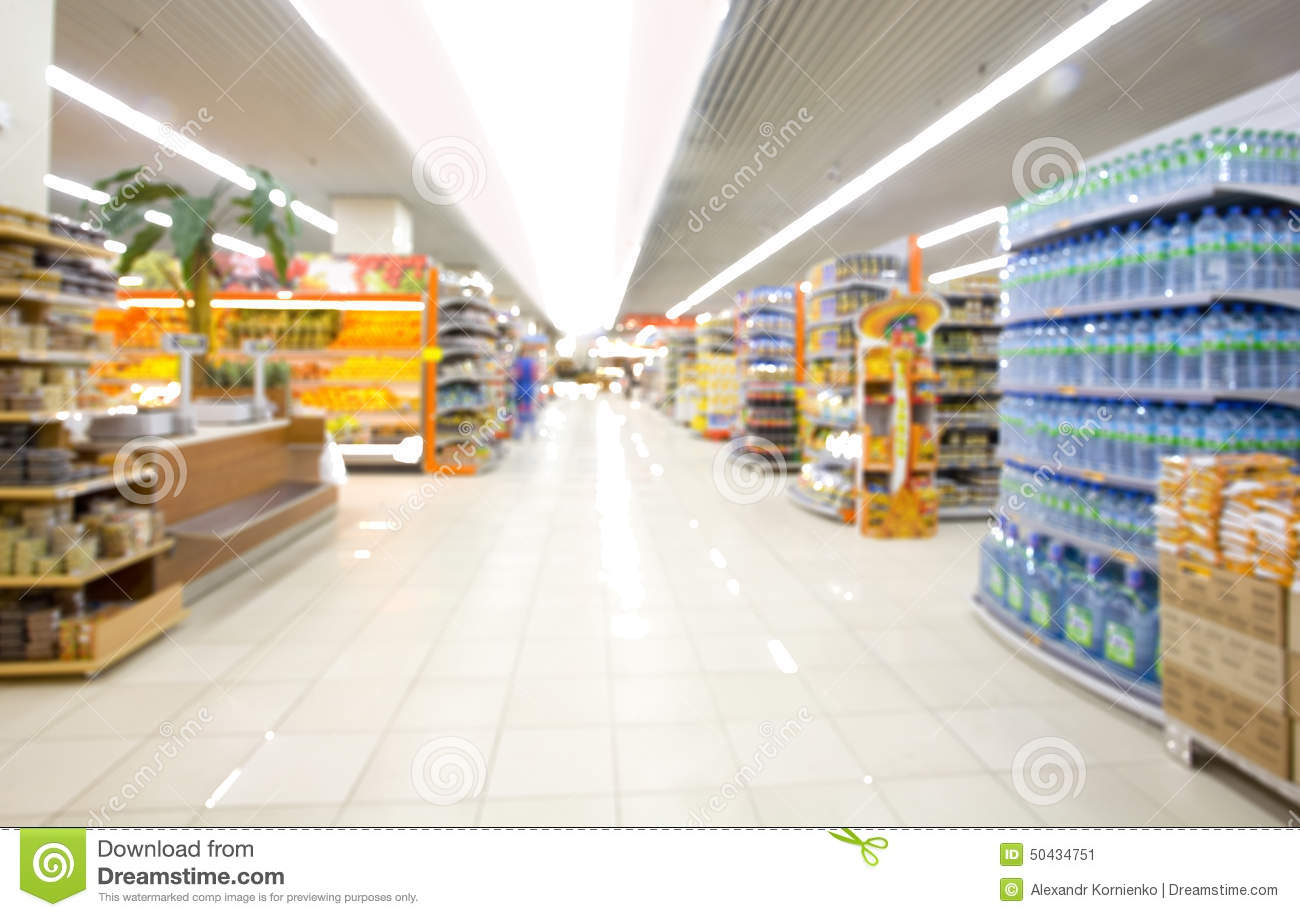 dreamstime.
dreamstime.
dreamstime.
dreamstime.
dreamstime.
dreamstime.
Download from
Dreamstime.com
This watermarked comp image is for previewing purposes only.
ID 50434751
© Alexandr Kornienko | Dreamstime.com